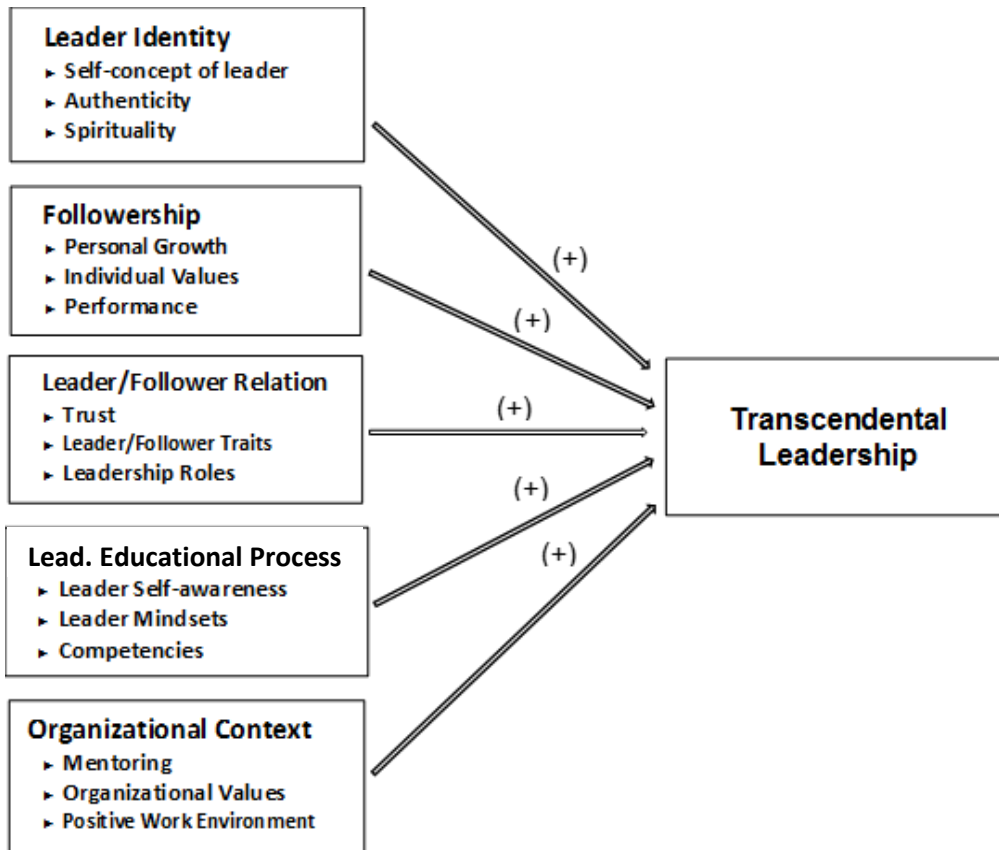 Leader Identity
► Self-concept of leader
► Authenticity
► Spirituality
Followership
► Personal Growth
► Individual Values
► Performance
Leader/Follower Relation
► Trust
► Leader/Follower Traits
► Leadership Roles
Lead. Educational Process
► Leader Self-awareness
► Leader Mindsets
► Competencies
Organizational Context
► Mentoring
► Organizational Values
► Positive Work Environment
(+)
(+)
(+)
(+)
(+)
Transcendental
Leadership